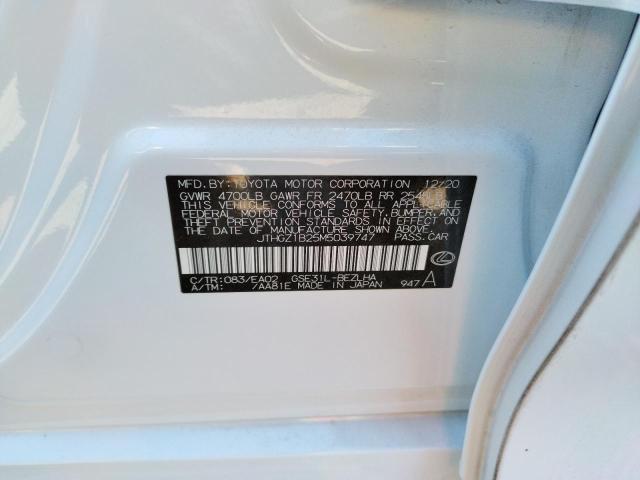 MFD. BY: TOYOTA MOTOR CORPORATION 12/20
GVWR 4700LB GAWR FR 2470LB RR
THIS VEHICLE CONFORMS TO ALL APPLICABLE
FEDERAL MOTOR VEHICLE SAFETY, BUMPER, AND
THEFT PREVENTION STANDARDS IN EFFECT ON
THE DATE OF MANUFACTURE SHOWN ABOVE.
JTHGZ1B25M5039747 PASS. CAR
C/TR: 083/EA02 GSE31L-BEZLHA
A/TM: /AA81E MADE IN JAPAN 947 A